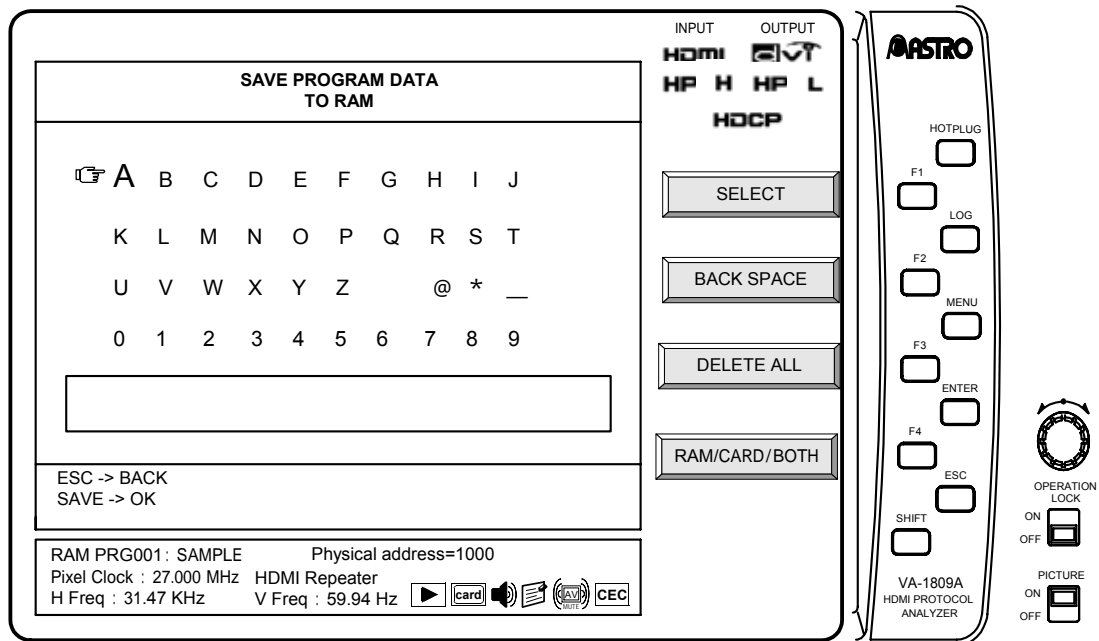 SAVE PROGRAM DATA
TO RAM
A B C D E F G H I J
K L M N O P Q R S T
U V W X Y Z @ * _
0 1 2 3 4 5 6 7 8 9
ESC -> BACK
SAVE -> OK
RAM PRG001: SAMPLE Physical address=1000
Pixel Clock : 27.000 MHz HDMI Repeater
H Freq : 31.47 KHz V Freq : 59.94 Hz card AV MUTE CEC
INPUT OUTPUT
HDMI DVI
HP H HP L
HDCP
SELECT
BACK SPACE
DELETE ALL
RAM/CARD/BOTH
ASTRO
HOTPLUG
F1
LOG
F2
MENU
F3
ENTER
F4
ESC
SHIFT
VA-1809A
HDMI PROTOCOL
ANALYZER
OPERATION
LOCK
ON
OFF
PICTURE
ON
OFF